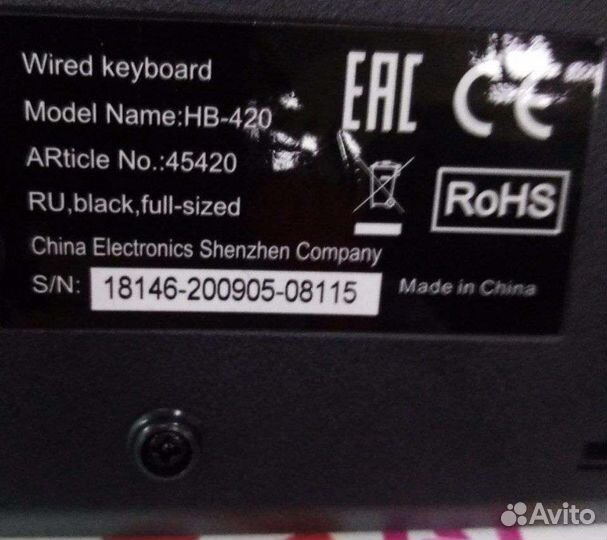 Wired keyboard
Model Name:HB-420
ARticle No.:45420
RU,black,full-sized
China Electronics Shenzhen Company
S/N: 18146-200905-08115
Made in China
EAC CE
RoHS
Avito